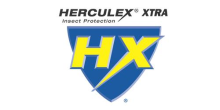 HERCULEX® XTRA
Insect Protection
HX
®